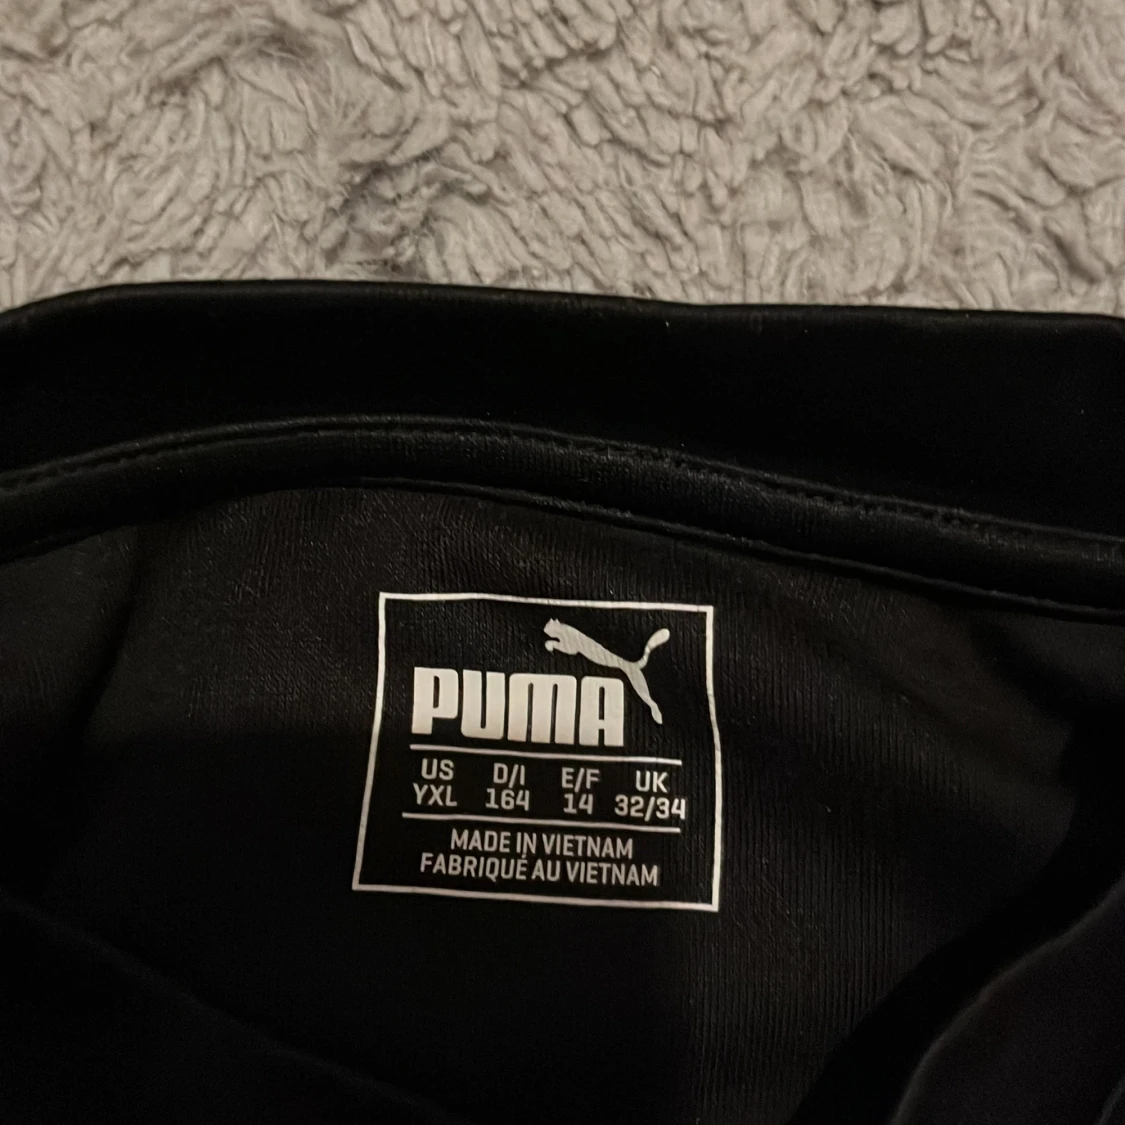 PUMA
US D/I E/F UK
YXL 164 14 32/34
MADE IN VIETNAM
FABRIQUÉ AU VIETNAM